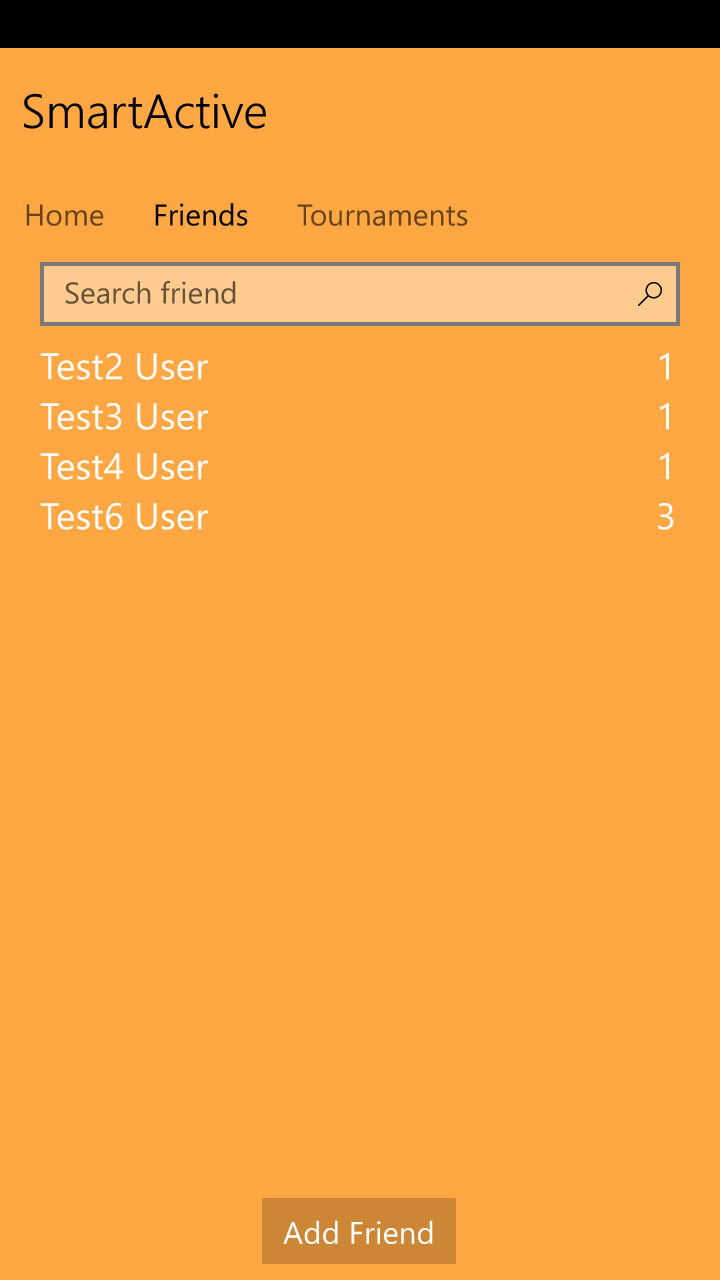 SmartActive
Home Friends Tournaments
Search friend
Test2 User 1
Test3 User 1
Test4 User 1
Test6 User 3
Add Friend